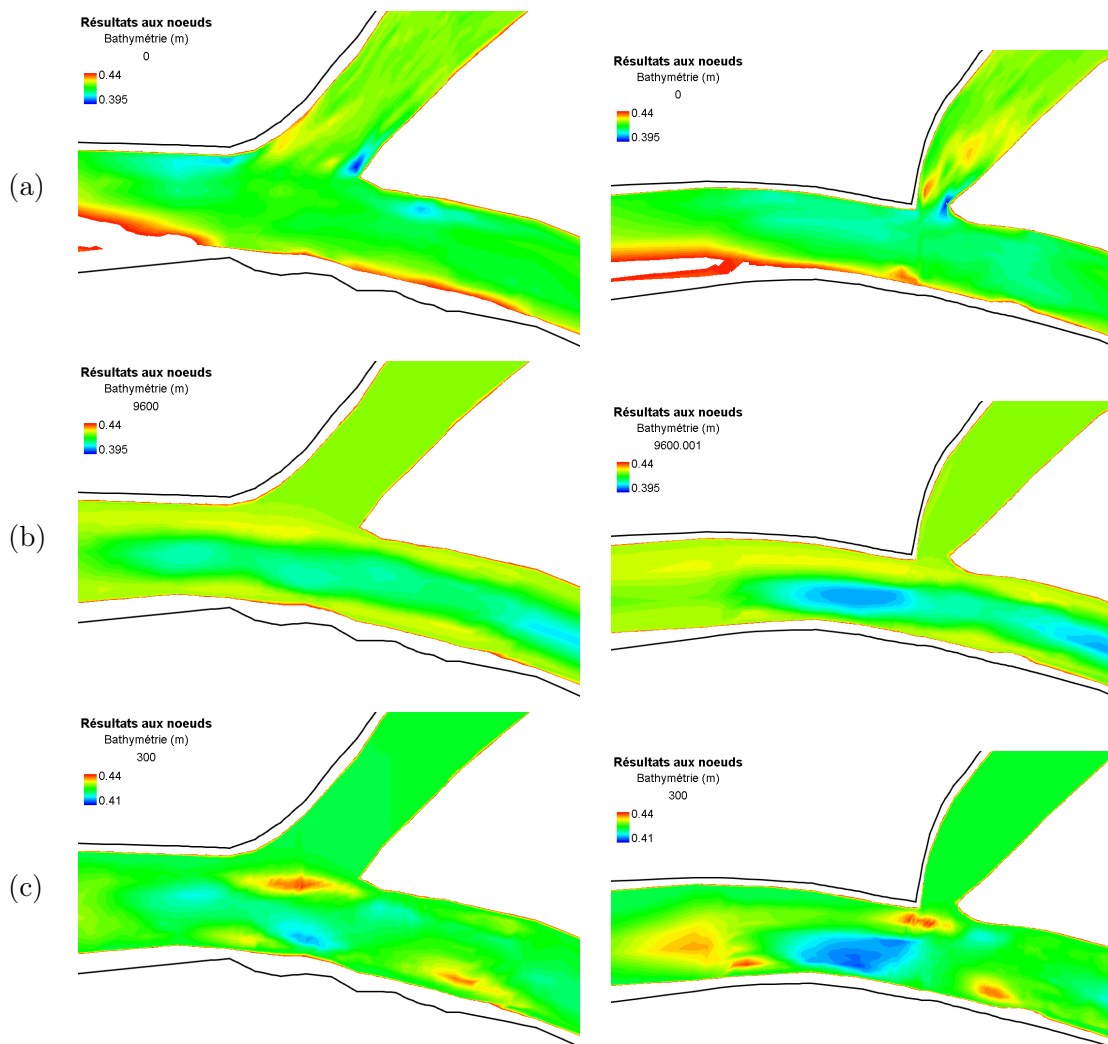 Résultats aux noeuds
Bathymétrie (m)
0
0.44
0.395
Résultats aux noeuds
Bathymétrie (m)
0
0.44
0.395
(a)
Résultats aux noeuds
Bathymétrie (m)
9600
0.44
0.395
Résultats aux noeuds
Bathymétrie (m)
9600.001
0.44
0.395
(b)
Résultats aux noeuds
Bathymétrie (m)
300
0.44
0.41
Résultats aux noeuds
Bathymétrie (m)
300
0.44
0.41
(c)